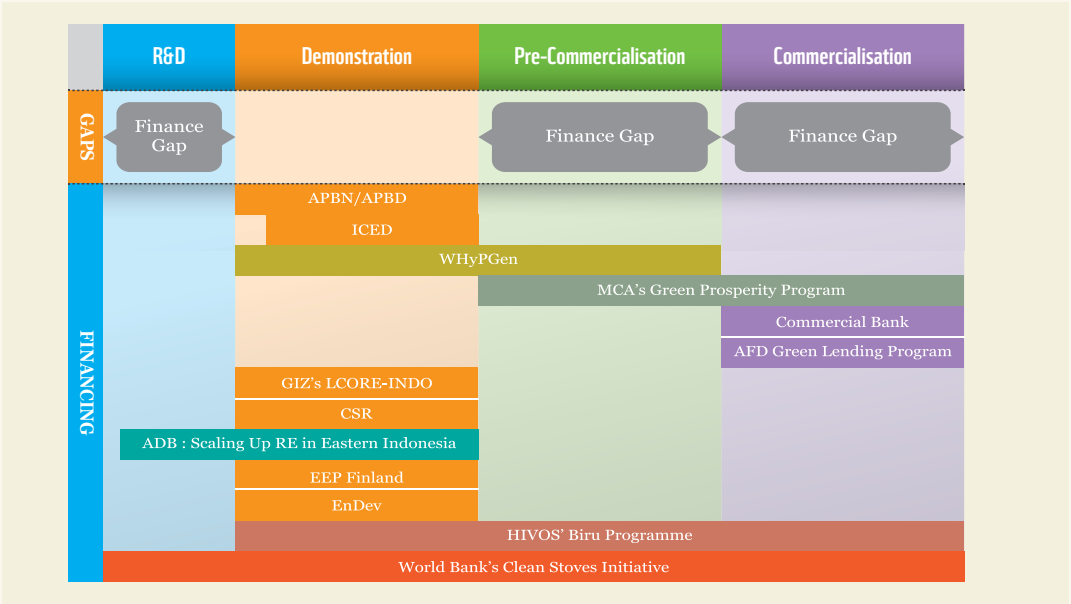 R&D
Demonstration
Pre-Commercialisation
Commercialisation
GAPS
Finance
Gap
Finance Gap
Finance Gap
FINANCING
APBN/APBD
ICED
WHyPGen
MCA's Green Prosperity Program
Commercial Bank
AFD Green Lending Program
GIZ's LCORE-INDO
CSR
ADB : Scaling Up RE in Eastern Indonesia
EEP Finland
EnDev
HIVOS' Biru Programme
World Bank's Clean Stoves Initiative